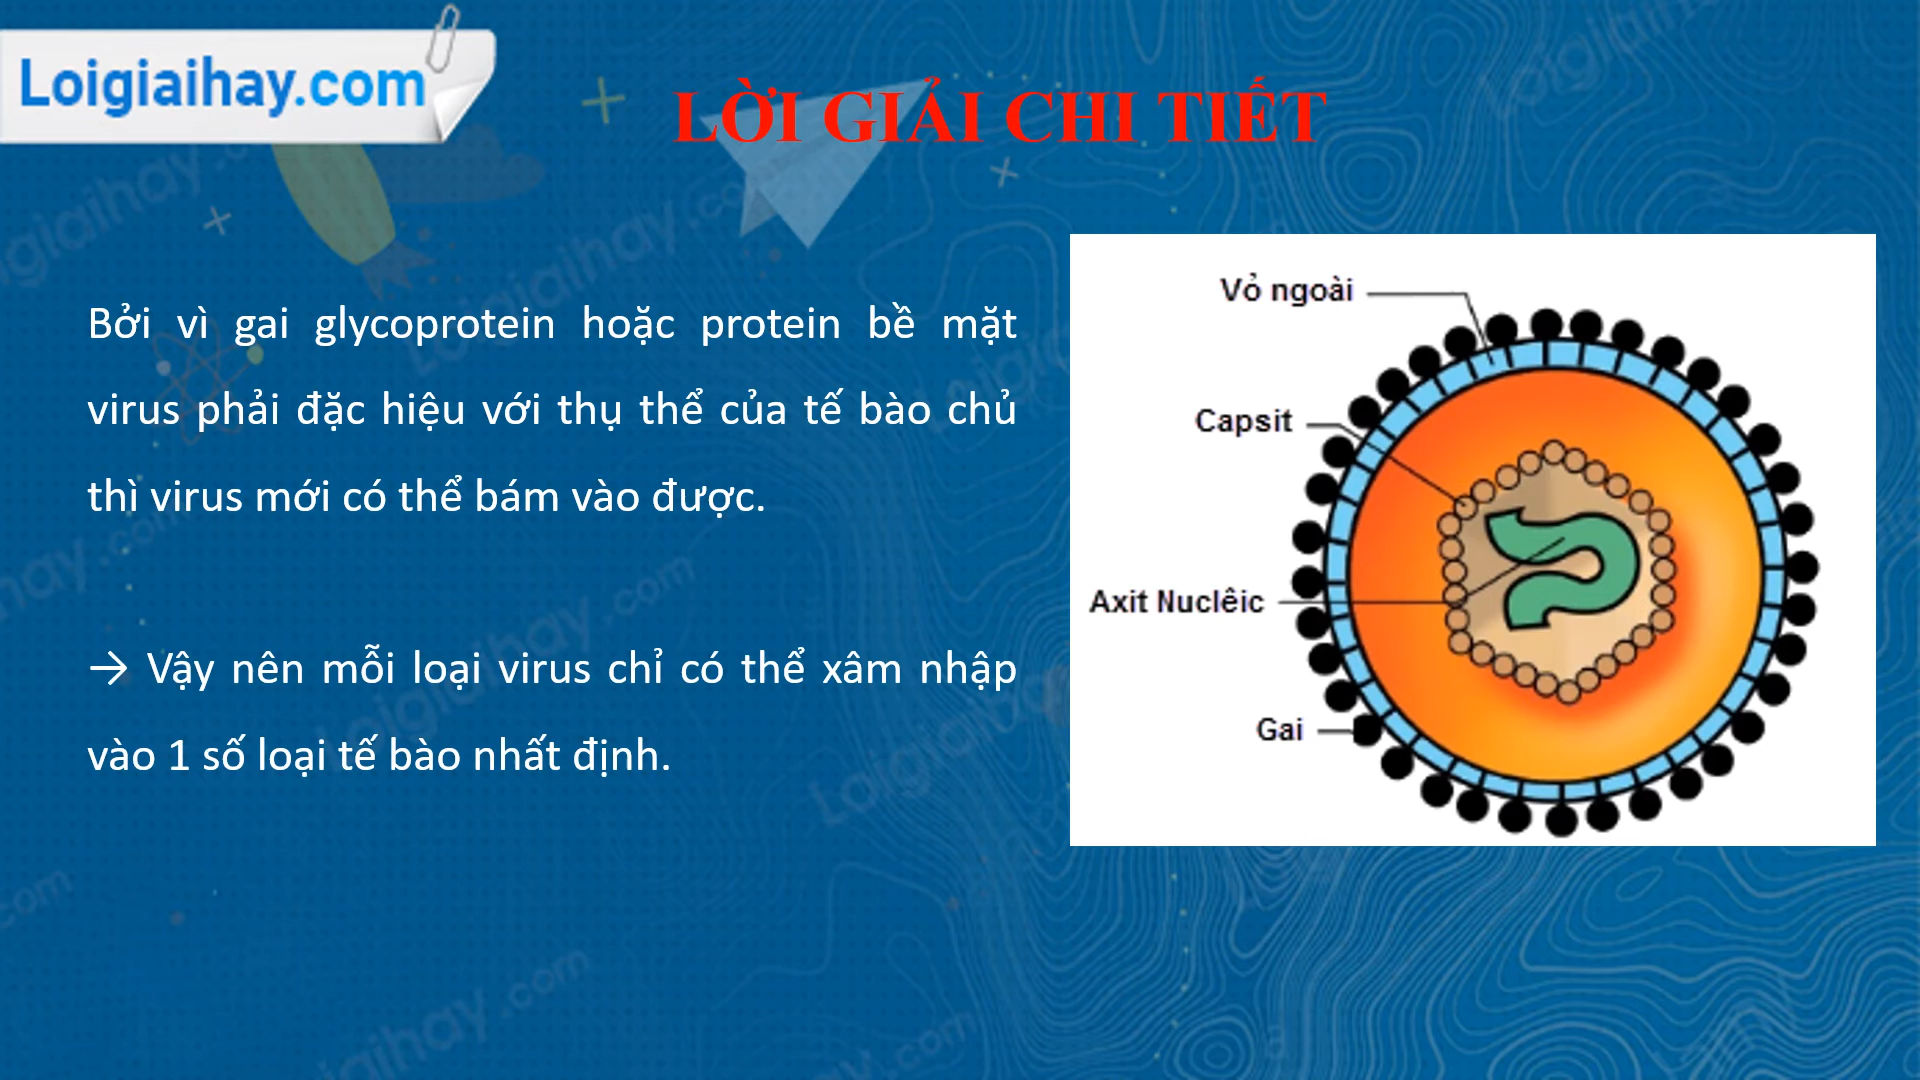 Loigiaihay.com
LỜI GIẢI CHI TIẾT
Bởi vì gai glycoprotein hoặc protein bề mặt
virus phải đặc hiệu với thụ thể của tế bào chủ
thì virus mới có thể bám vào được.
→ Vậy nên mỗi loại virus chỉ có thể xâm nhập
vào 1 số loại tế bào nhất định.
Vỏ ngoài
Capsit
Axit Nuclêic
Gai